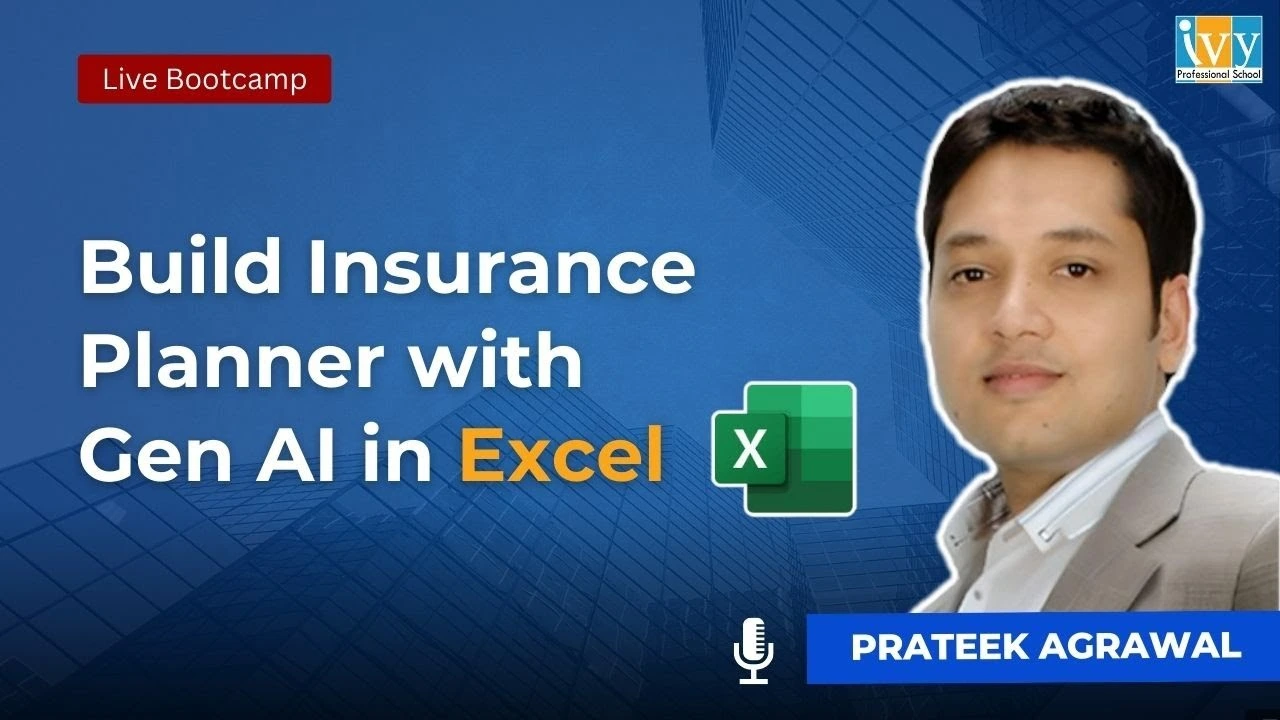 ivy
Professional School
Live Bootcamp
Build Insurance
Planner with
Gen AI in Excel
X
PRATEEK AGRAWAL